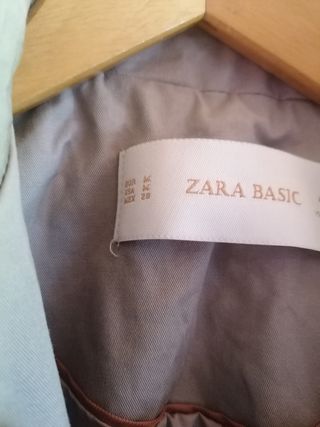 EUR M
USA M
MEX 28
ZARA BASIC